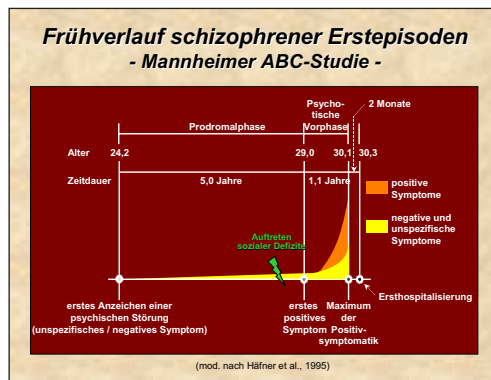 Frühverlauf schizophrener Erstepisoden
- Mannheimer ABC-Studie -
Psycho-
tische
Vorphase
2 Monate
Prodromalphase
Alter
24,2
29,0
30,1
30,3
Zeitdauer
5,0 Jahre
1,1 Jahre
positive
Symptome
negative und
unspezifische
Symptome
Auftreten
sozialer Defizite
Ersthospitalisierung
erstes Anzeichen einer
psychischen Störung
(unspezifisches / negatives Symptom)
erstes
positives
Symptom
Maximum
der
Positiv-
symptomatik
(mod. nach Häfner et al., 1995)